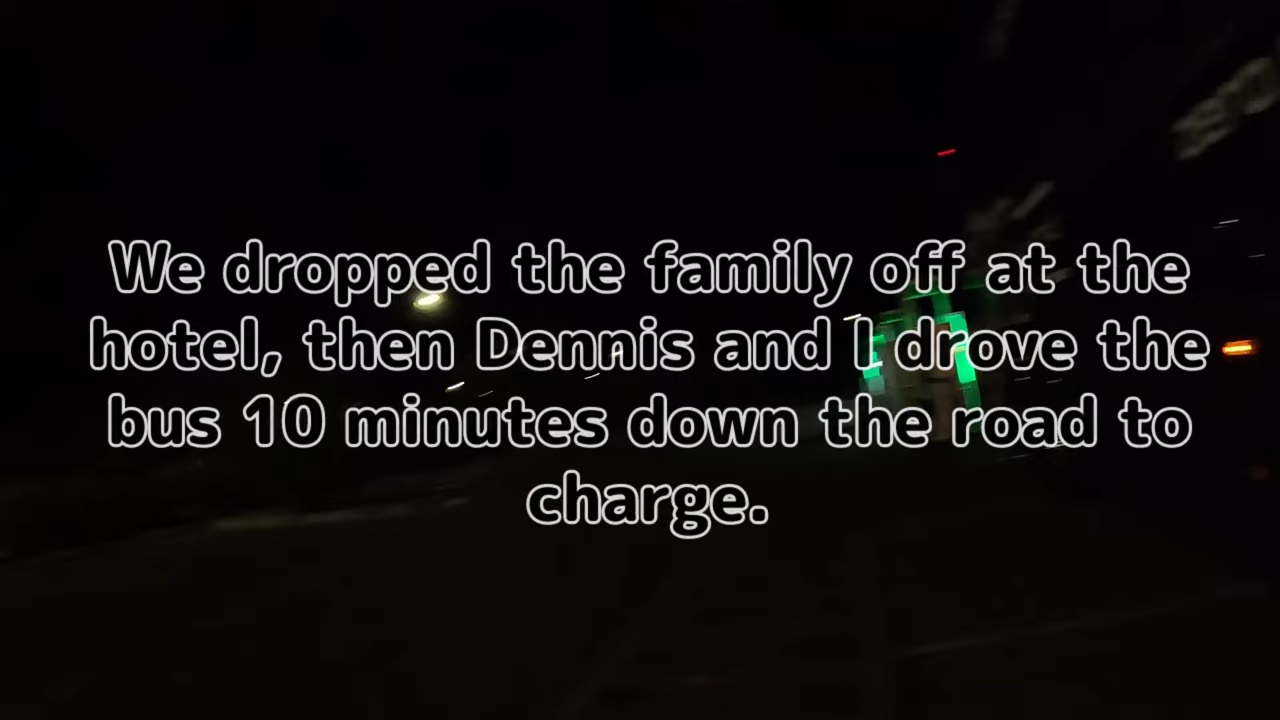 We dropped the family off at the
hotel, then Dennis and I drove the
bus 10 minutes down the road to
charge.